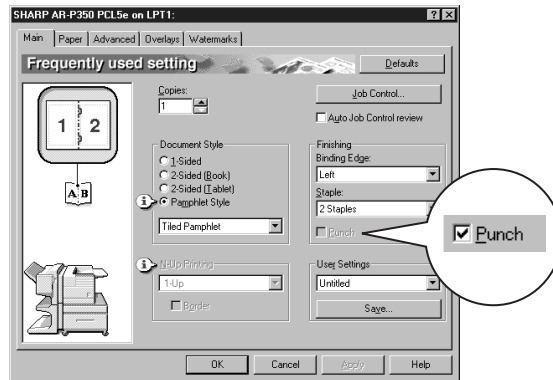 SHARP AR-P350 PCL5e on LPT1:
Main Paper Advanced Overlays Watermarks
Frequently used setting
Defaults
1 2
A B
Copies:
1
Job Control...
Auto Job Control review
Document Style
1-Sided
2-Sided (Book)
2-Sided (Tablet)
Pamphlet Style
Tiled Pamphlet
Finishing
Binding Edge:
Left
Staple:
2 Staples
Punch
Punch
N-Up Printing
1-Up
Border
User Settings
Untitled
Save...
OK Cancel Apply Help